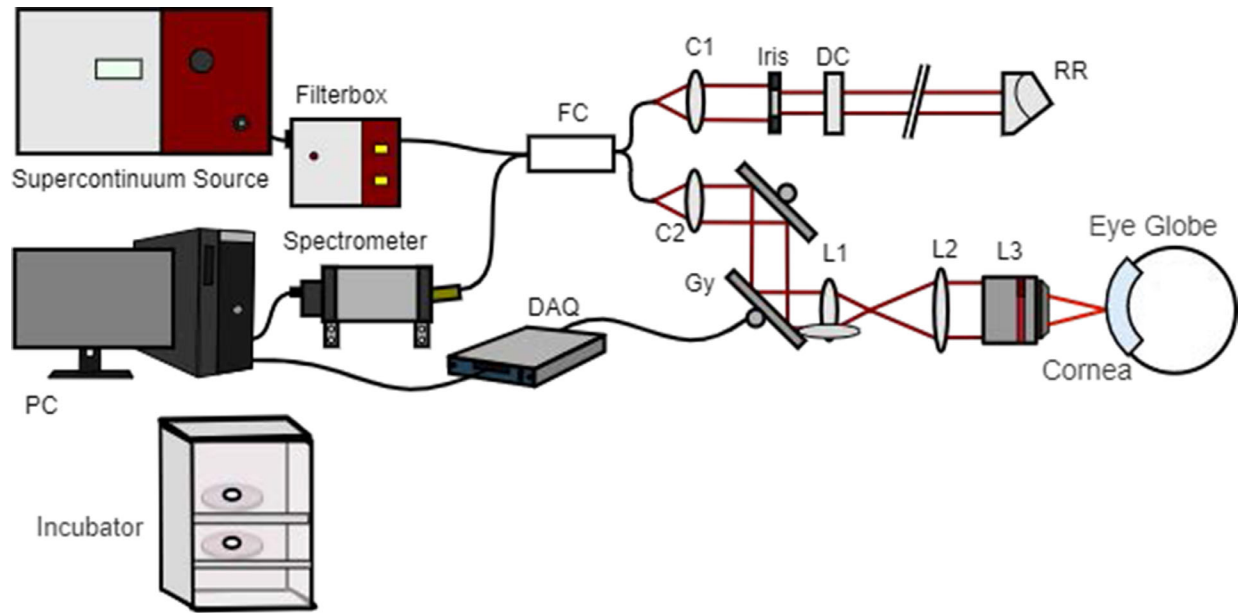 C1
Iris
DC
RR
Filterbox
FC
Supercontinuum Source
C2
Spectrometer
L1
L2
L3
Eye Globe
Gy
DAQ
Cornea
PC
Incubator